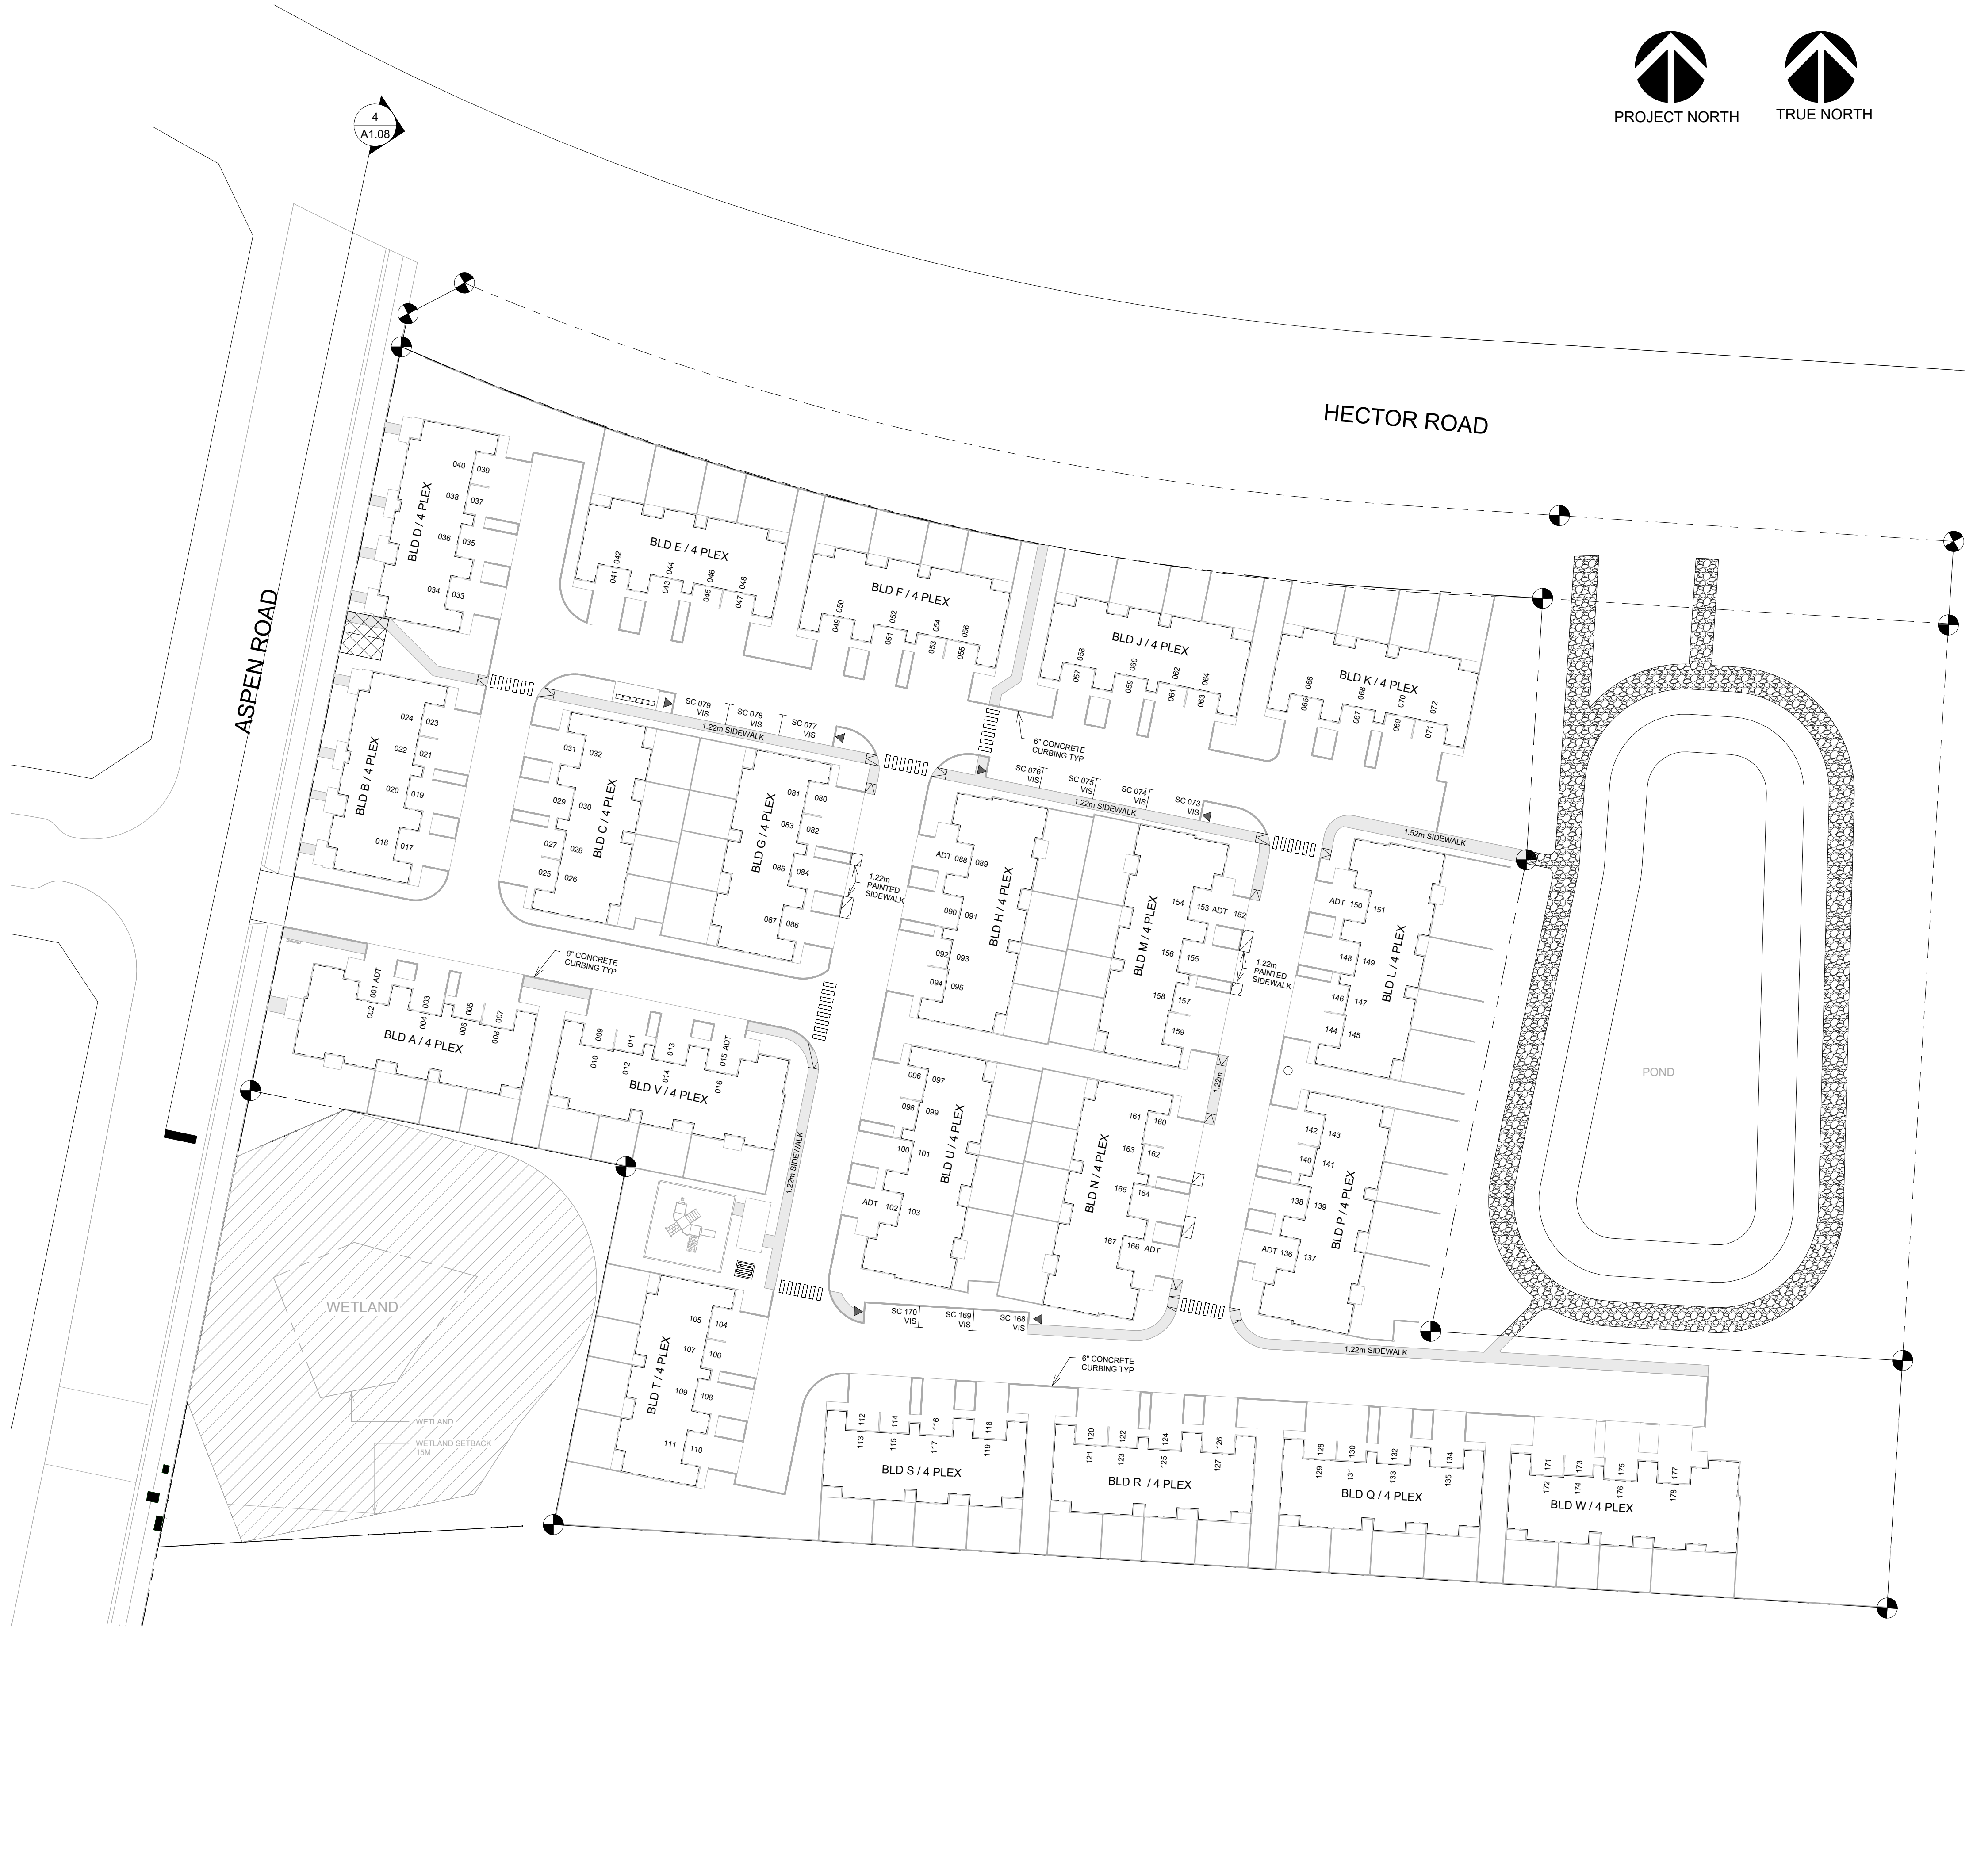 PROJECT NORTH
TRUE NORTH
4
A1.08
HECTOR ROAD
ASPEN ROAD
BLD D / 4 PLEX
040
039
038
037
036
035
034
033
BLD E / 4 PLEX
041
042
043
044
045
046
047
048
BLD F / 4 PLEX
049
050
051
052
053
054
055
056
BLD J / 4 PLEX
057
058
059
060
061
062
063
064
BLD K / 4 PLEX
065
066
067
068
069
070
071
072
BLD B / 4 PLEX
024
023
022
021
020
019
018
017
SC 079
VIS
SC 078
VIS
SC 077
VIS
1.22m SIDEWALK
6" CONCRETE
CURBING TYP
SC 076
VIS
SC 075
VIS
SC 074
VIS
SC 073
VIS
1.22m SIDEWALK
1.52m SIDEWALK
BLD C / 4 PLEX
031
032
029
030
027
028
025
026
BLD G / 4 PLEX
081
080
083
082
085
084
087
086
1.22m
PAINTED
SIDEWALK
BLD H / 4 PLEX
ADT 088
089
090
091
092
093
094
095
BLD M / 4 PLEX
154
153
ADT
152
156
155
158
157
159
1.22m
PAINTED
SIDEWALK
BLD L / 4 PLEX
ADT
150
151
148
149
146
147
144
145
6" CONCRETE
CURBING TYP
BLD A / 4 PLEX
001 ADT
002
003
004
005
006
007
008
BLD V / 4 PLEX
009
010
011
012
013
014
015 ADT
016
1.22m SIDEWALK
BLD U / 4 PLEX
096
097
098
099
100
101
ADT
102
103
BLD N / 4 PLEX
161
160
163
162
165
164
167
166 ADT
1.22m
BLD P / 4 PLEX
142
143
140
141
138
139
ADT 136
137
POND
WETLAND
WETLAND
WETLAND SETBACK
15M
BLD T / 4 PLEX
105
104
107
106
109
108
111
110
SC 170
VIS
SC 169
VIS
SC 168
VIS
1.22m SIDEWALK
6" CONCRETE
CURBING TYP
BLD S / 4 PLEX
112
113
114
115
116
117
118
119
BLD R / 4 PLEX
120
121
122
123
124
125
126
127
BLD Q / 4 PLEX
128
129
130
131
132
133
134
135
BLD W / 4 PLEX
171
172
173
174
175
176
177
178